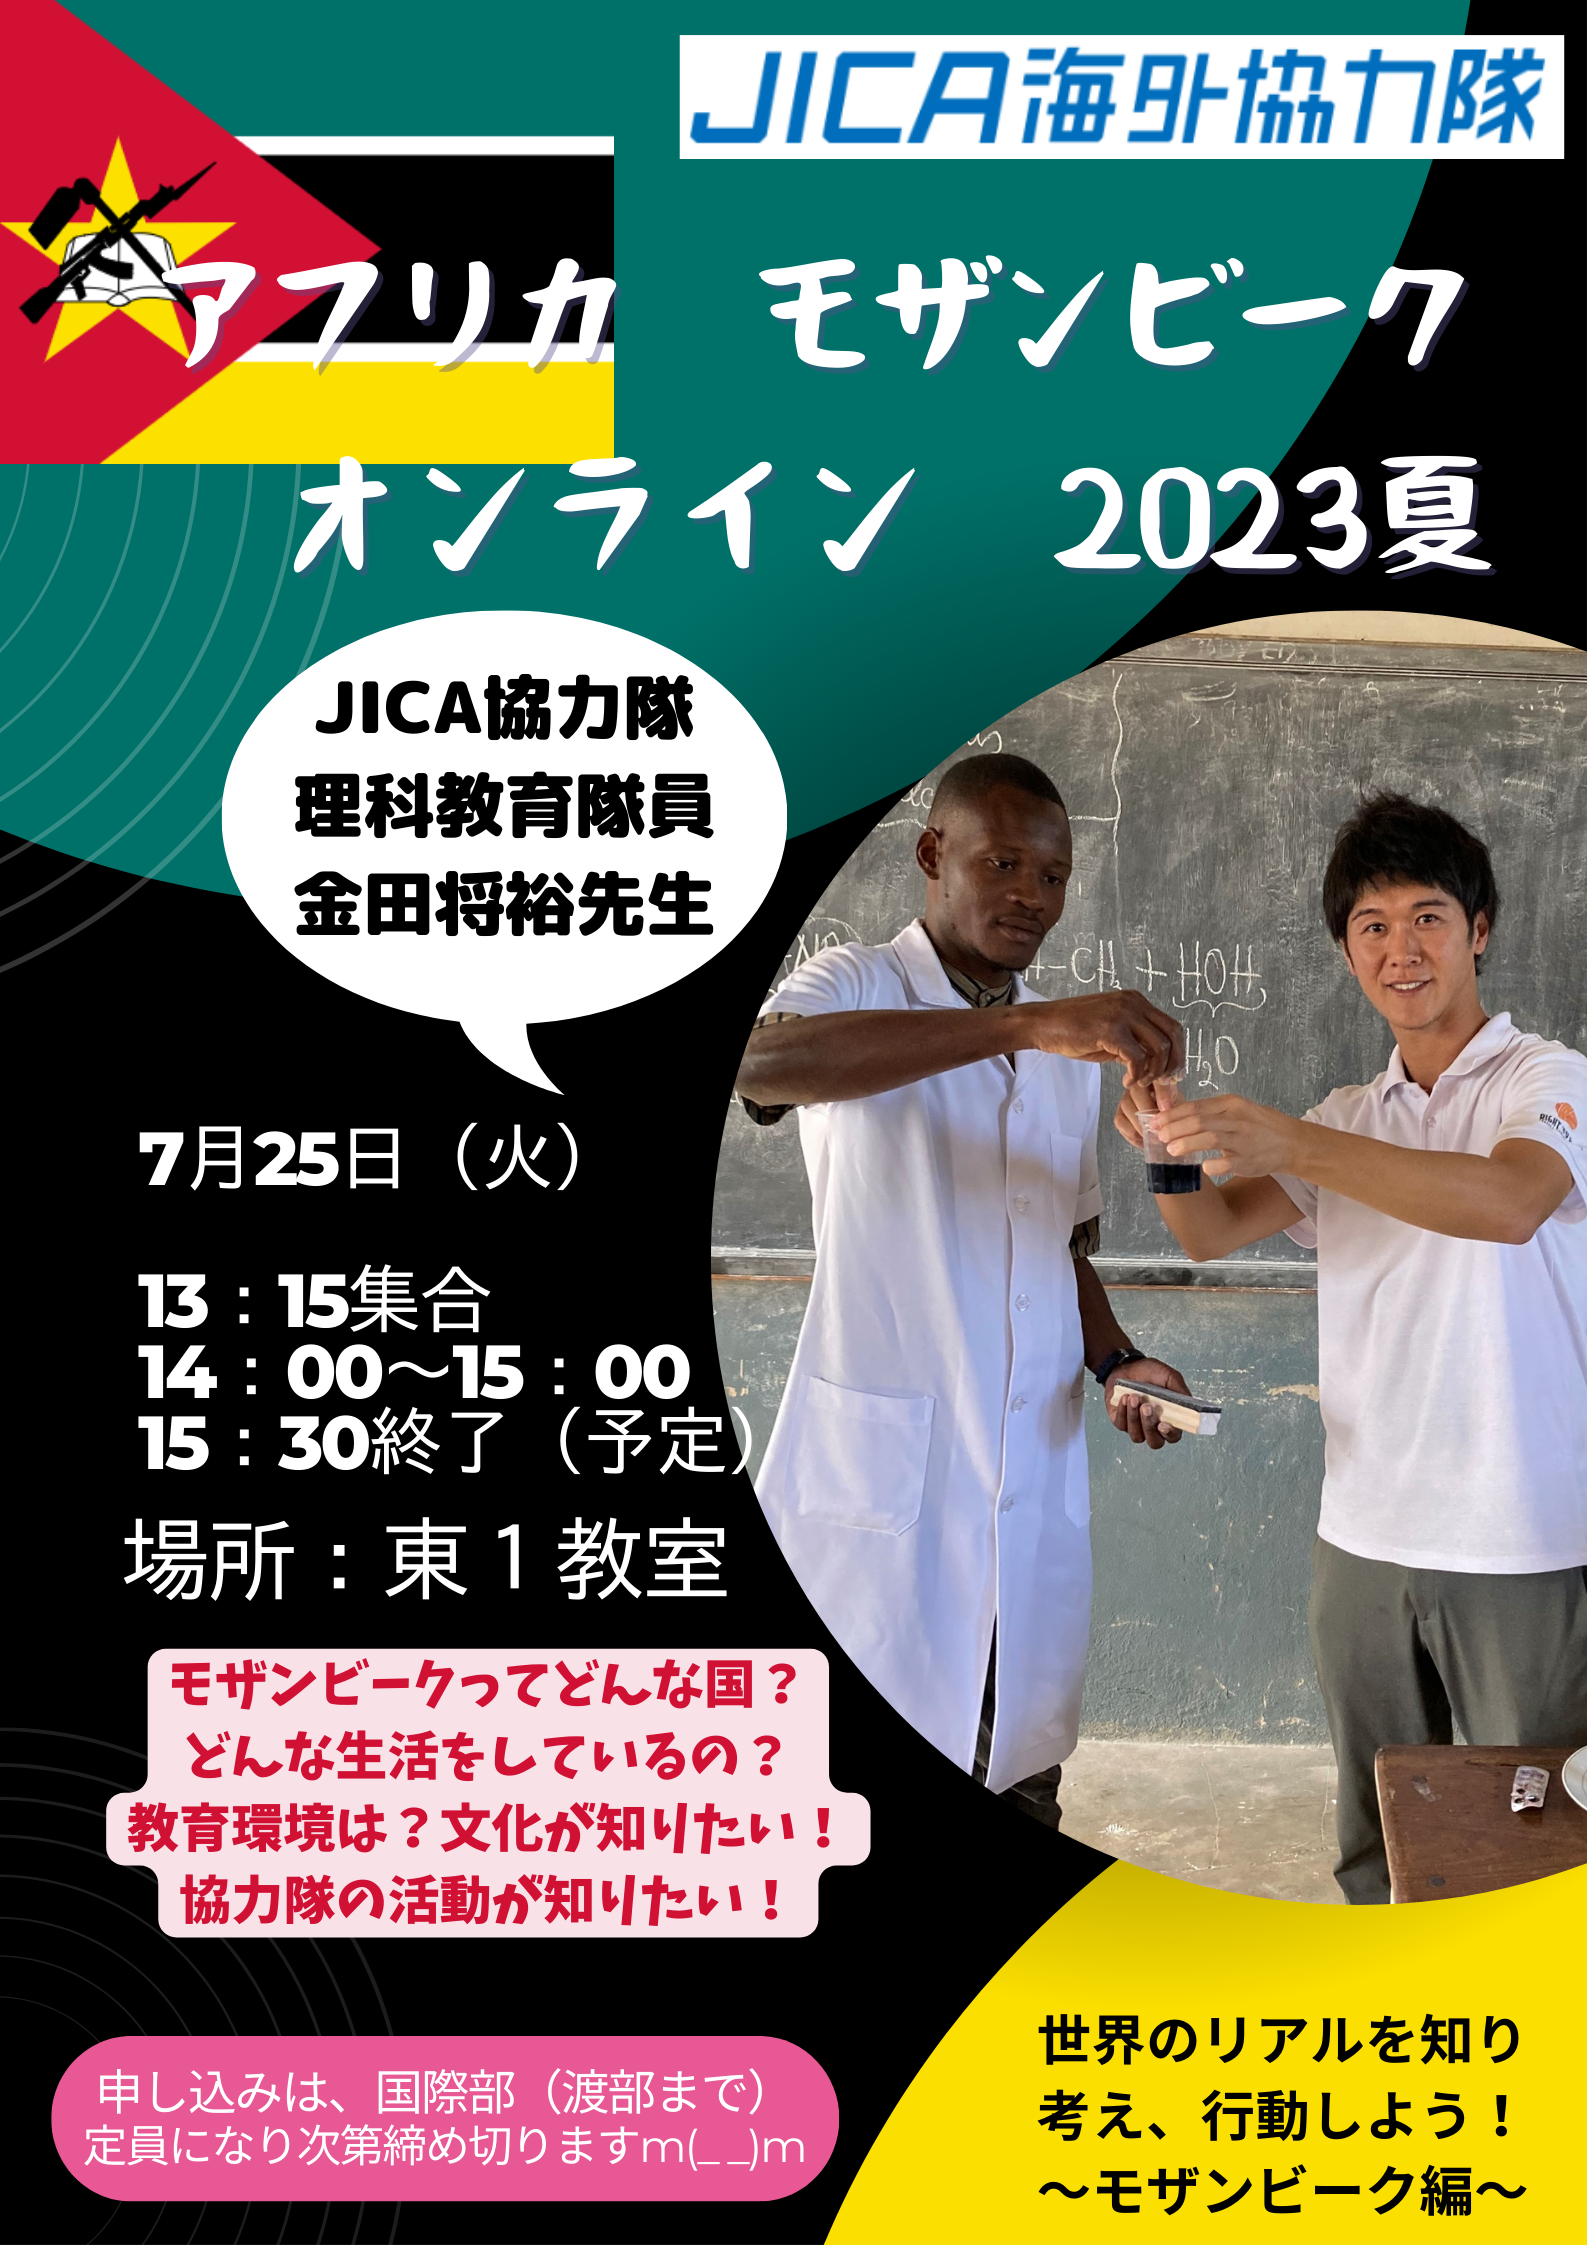 JICA海外協力隊
アフリカ　モザンビーク
オンライン　2023夏
JICA協力隊
理科教育隊員
金田将裕先生
7月25日（火）
13：15集合
14：00〜15：00
15：30終了（予定）
場所：東１教室
モザンビークってどんな国？
どんな生活をしているの？
教育環境は？文化が知りたい！
協力隊の活動が知りたい！
申し込みは、国際部（渡部まで）
定員になり次第締め切りますm(_ _)m
世界のリアルを知り
考え、行動しよう！
〜モザンビーク編〜
-CH₂ + HOH
H₂O